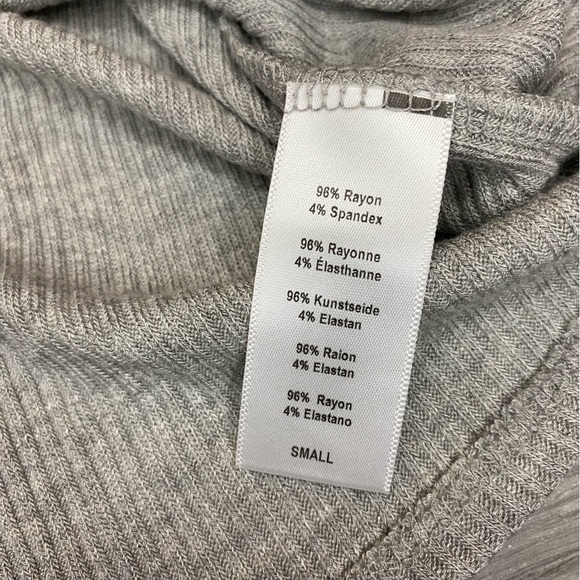 96% Rayon
4% Spandex
96% Rayonne
4% Élasthanne
96% Kunstseide
4% Elastan
96% Raion
4% Elastan
96% Rayon
4% Elastano
SMALL